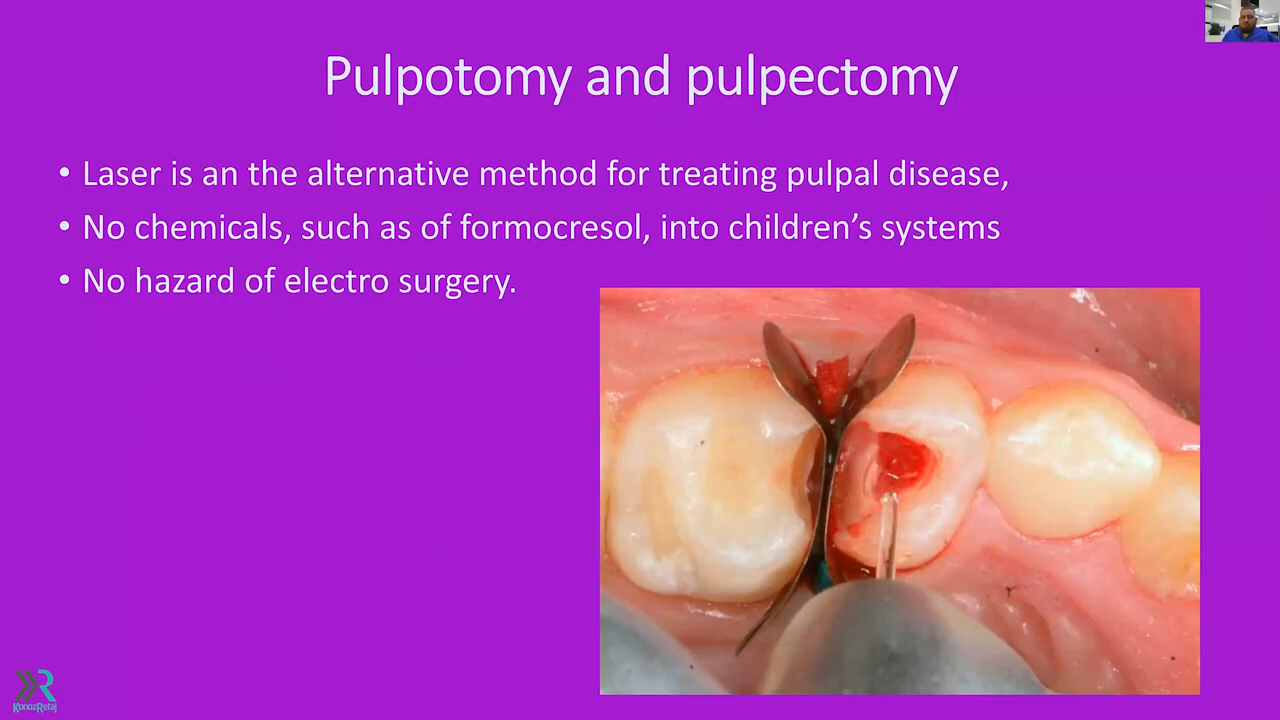 Pulpotomy and pulpectomy
• Laser is an the alternative method for treating pulpal disease,
• No chemicals, such as of formocresol, into children’s systems
• No hazard of electro surgery.
KonozRetaj